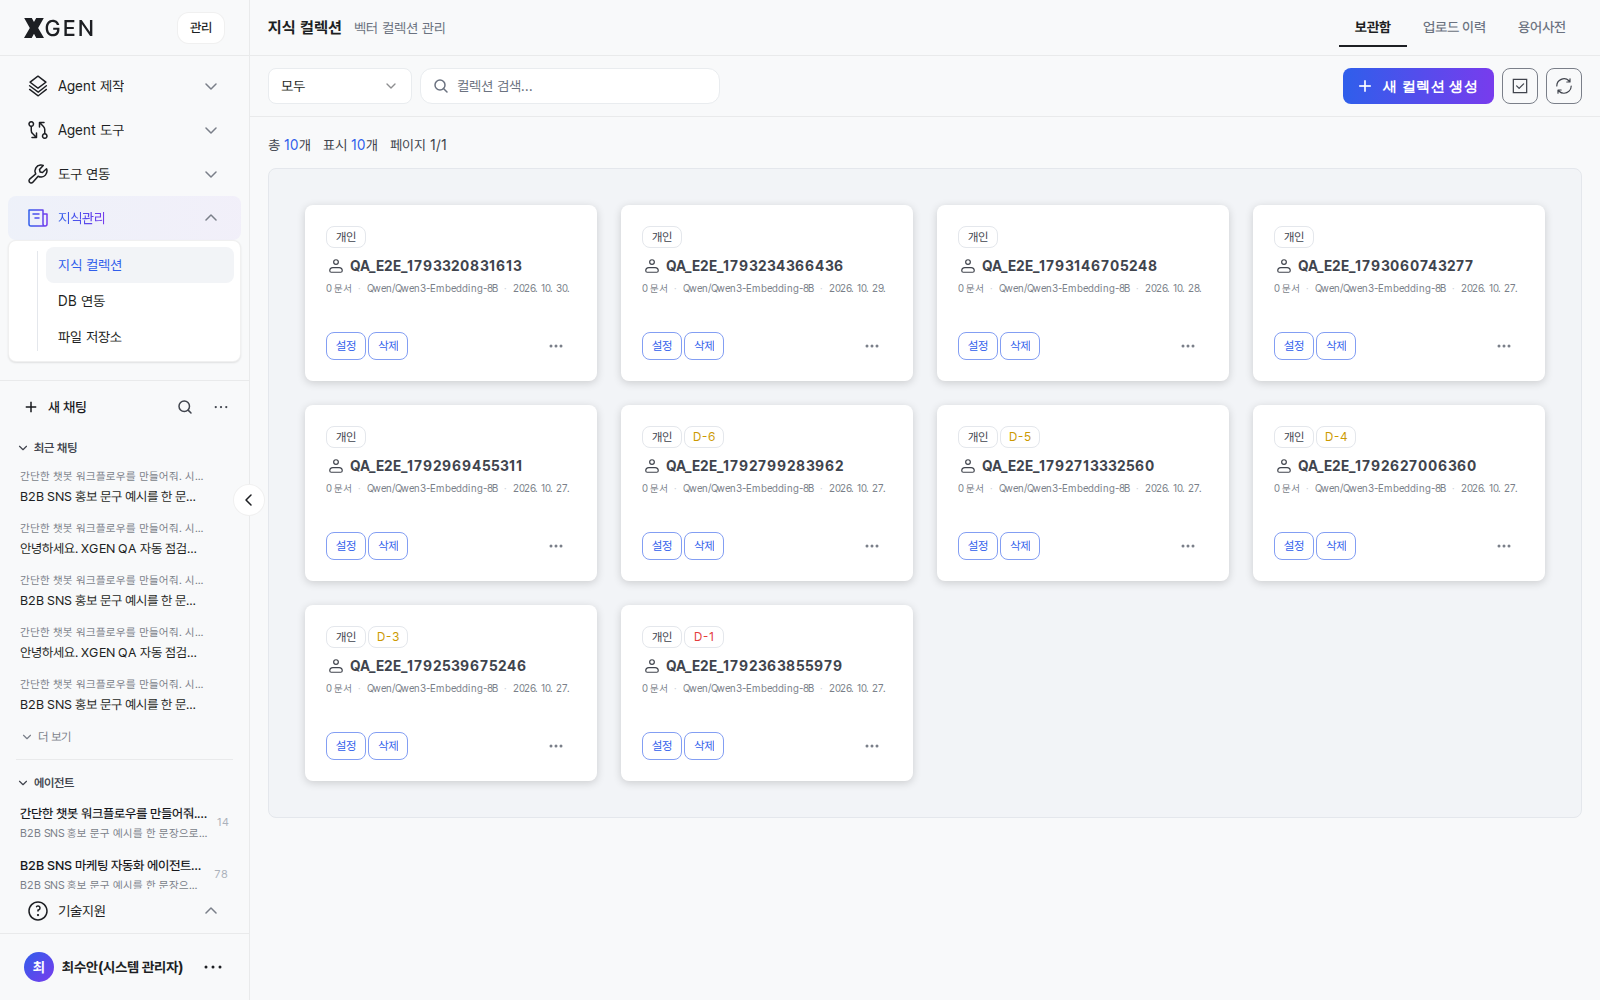 XGEN
관리
Agent 제작
Agent 도구
도구 연동
지식관리
지식 컬렉션
DB 연동
파일 저장소
새 채팅
최근 채팅
간단한 챗봇 워크플로우를 만들어줘. 시...
B2B SNS 홍보 문구 예시를 한 문...
간단한 챗봇 워크플로우를 만들어줘. 시...
안녕하세요. XGEN QA 자동 점검...
간단한 챗봇 워크플로우를 만들어줘. 시...
B2B SNS 홍보 문구 예시를 한 문...
간단한 챗봇 워크플로우를 만들어줘. 시...
안녕하세요. XGEN QA 자동 점검...
간단한 챗봇 워크플로우를 만들어줘. 시...
B2B SNS 홍보 문구 예시를 한 문...
더 보기
에이전트
간단한 챗봇 워크플로우를 만들어줘.... 14
B2B SNS 홍보 문구 예시를 한 문장으로...
B2B SNS 마케팅 자동화 에이전트... 78
B2B SNS 홍보 문구 예시를 한 문장으...
기술지원
최 최수안(시스템 관리자)
지식 컬렉션 벡터 컬렉션 관리
보관함 업로드 이력 용어사전
모두 컬렉션 검색...
새 컬렉션 생성
총 10개 표시 10개 페이지 1/1
개인
QA_E2E_1793320831613
0 문서 · Qwen/Qwen3-Embedding-8B · 2026. 10. 30.
설정 삭제
개인
QA_E2E_1793234366436
0 문서 · Qwen/Qwen3-Embedding-8B · 2026. 10. 29.
설정 삭제
개인
QA_E2E_1793146705248
0 문서 · Qwen/Qwen3-Embedding-8B · 2026. 10. 28.
설정 삭제
개인
QA_E2E_1793060743277
0 문서 · Qwen/Qwen3-Embedding-8B · 2026. 10. 27.
설정 삭제
개인
QA_E2E_1792969455311
0 문서 · Qwen/Qwen3-Embedding-8B · 2026. 10. 27.
설정 삭제
개인 D-6
QA_E2E_1792799283962
0 문서 · Qwen/Qwen3-Embedding-8B · 2026. 10. 27.
설정 삭제
개인 D-5
QA_E2E_1792713332560
0 문서 · Qwen/Qwen3-Embedding-8B · 2026. 10. 27.
설정 삭제
개인 D-4
QA_E2E_1792627006360
0 문서 · Qwen/Qwen3-Embedding-8B · 2026. 10. 27.
설정 삭제
개인 D-3
QA_E2E_1792539675246
0 문서 · Qwen/Qwen3-Embedding-8B · 2026. 10. 27.
설정 삭제
개인 D-1
QA_E2E_1792363855979
0 문서 · Qwen/Qwen3-Embedding-8B · 2026. 10. 27.
설정 삭제